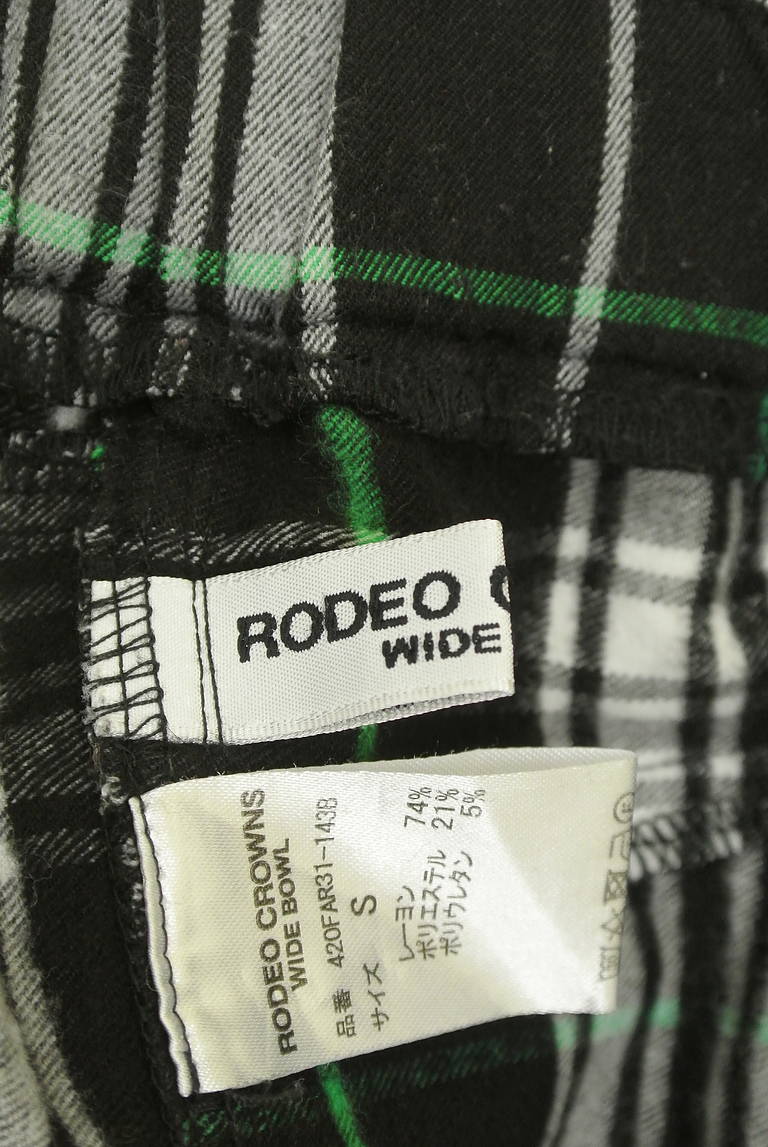 RODEO
WIDE
RODEO CROWNS
WIDE BOWL
品番 420FAR31-143B
サイズ S
レーヨン 74%
ポリエステル 21%
ポリウレタン 5%